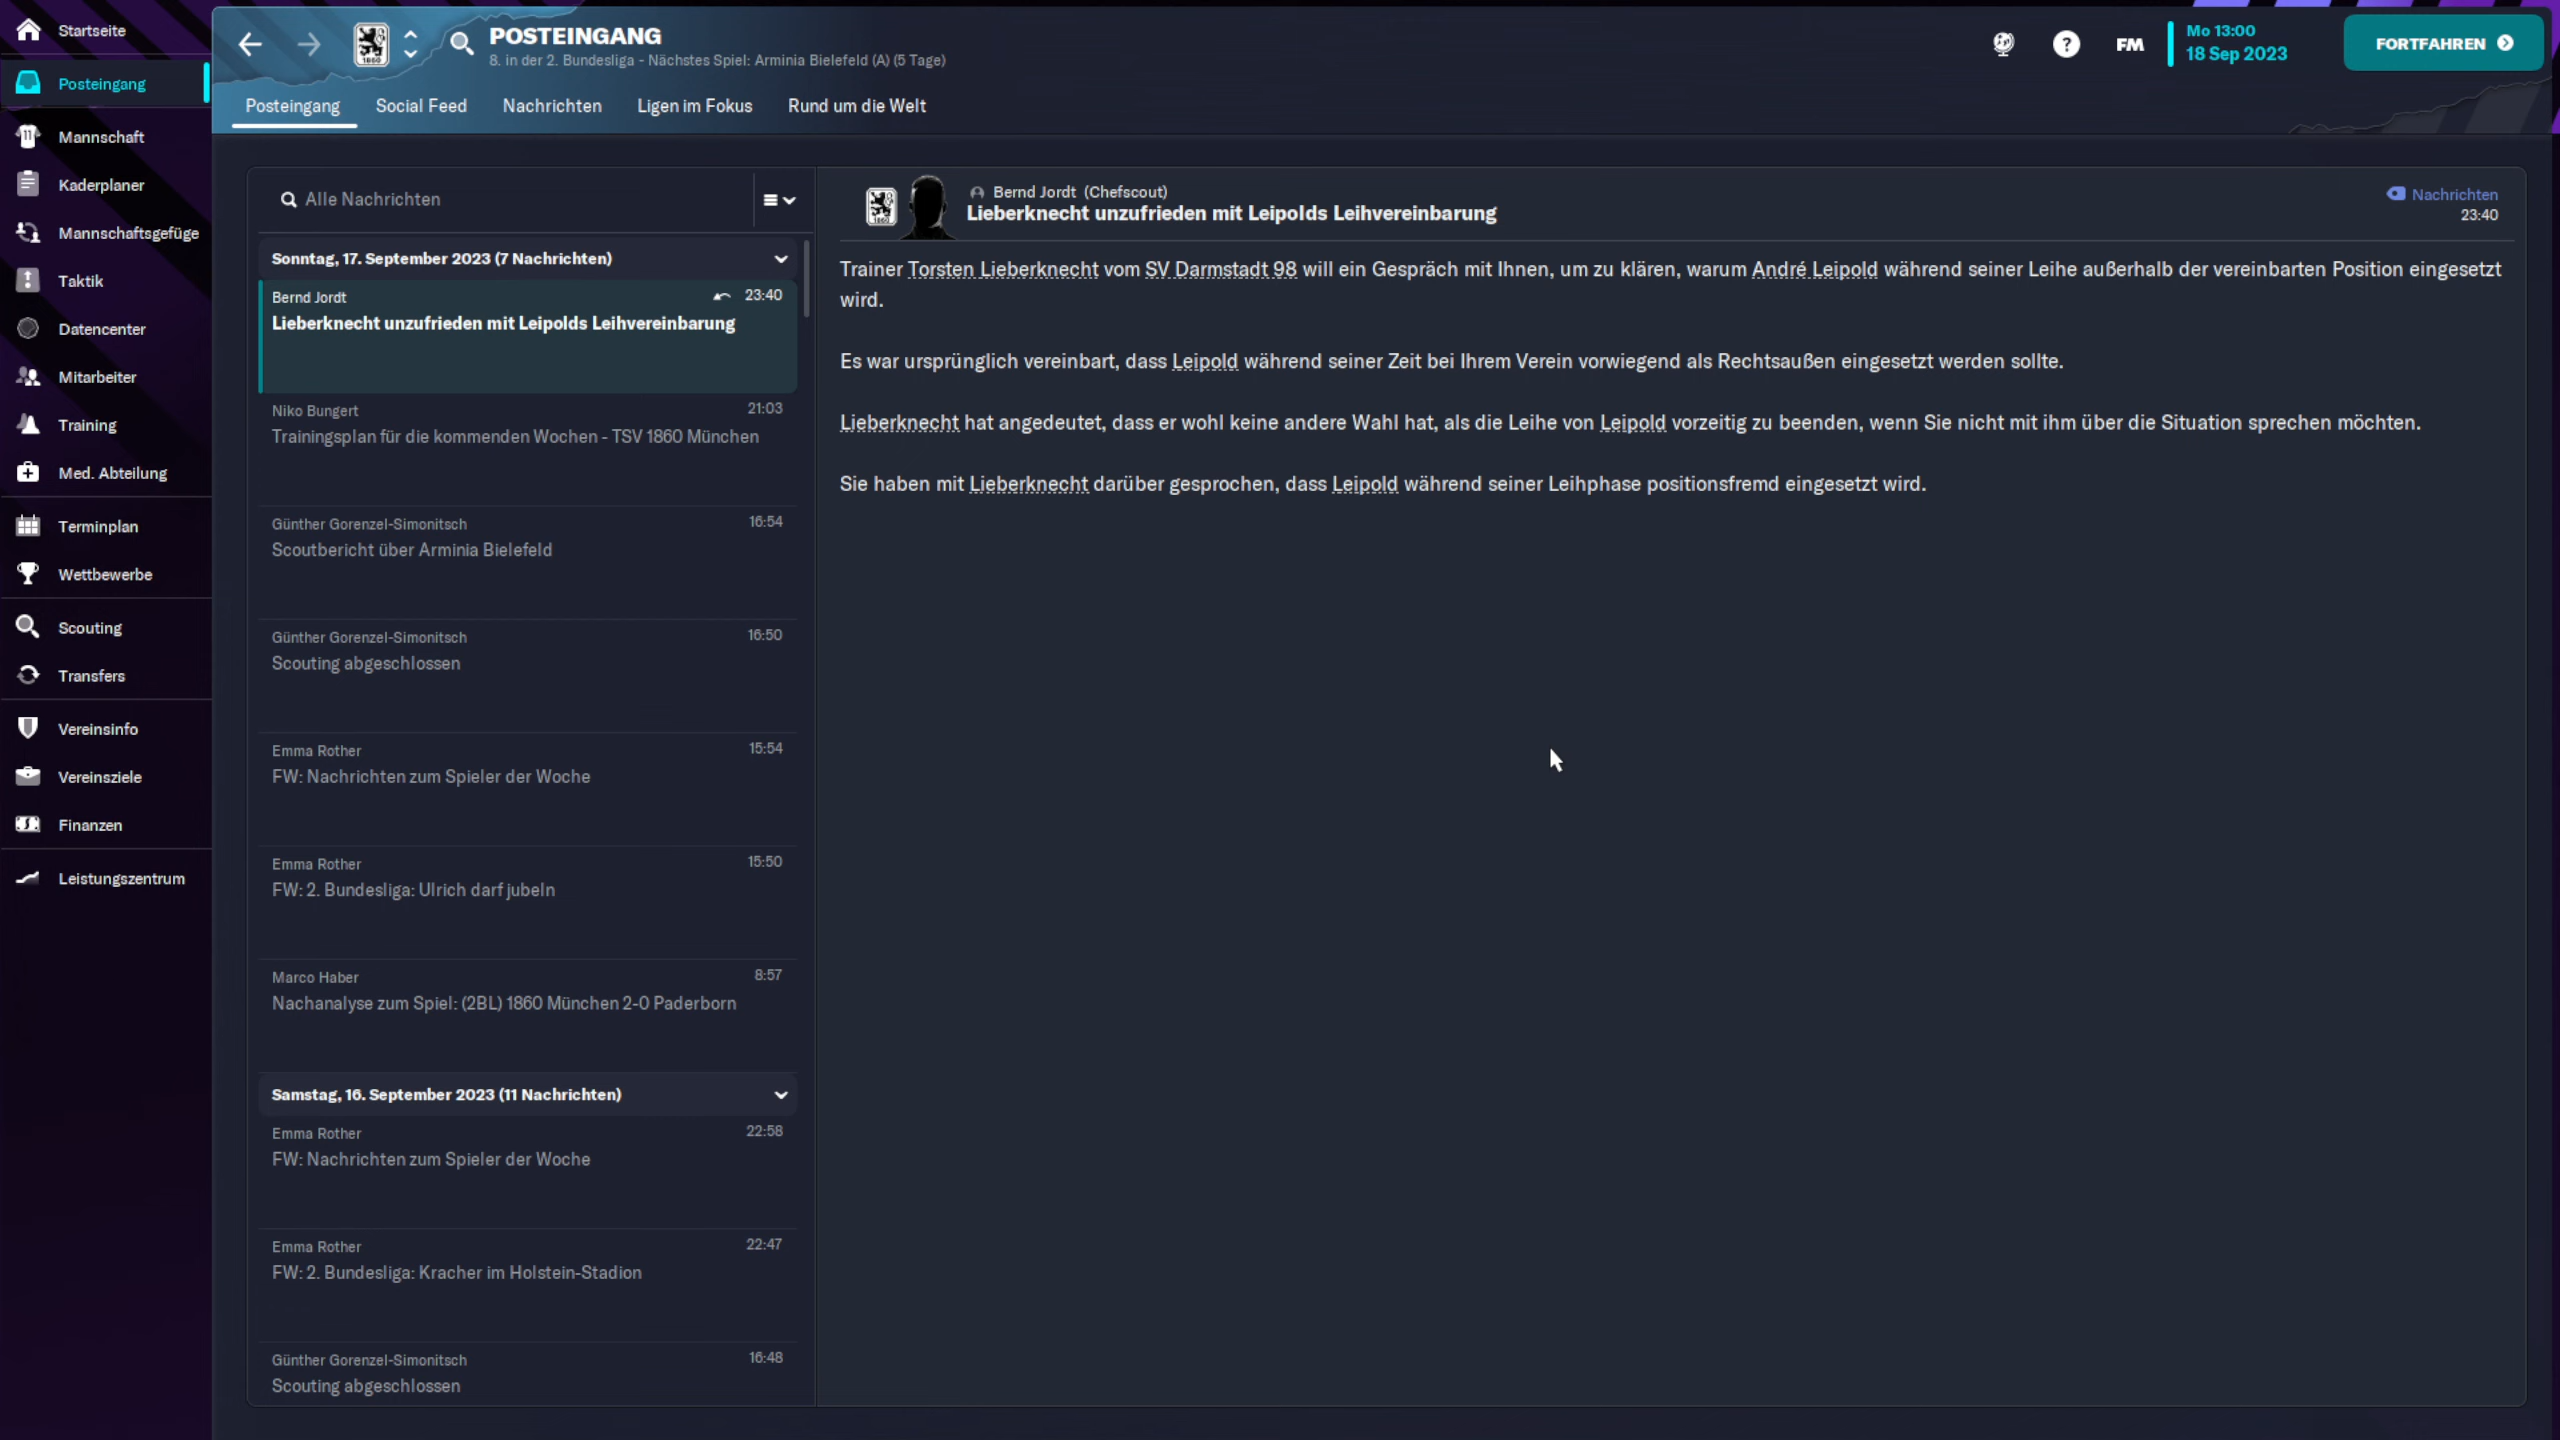 Startseite
Posteingang
Mannschaft
Kaderplaner
Mannschaftsgefüge
Taktik
Datencenter
Mitarbeiter
Training
Med. Abteilung
Terminplan
Wettbewerbe
Scouting
Transfers
Vereinsinfo
Vereinsziele
Finanzen
Leistungszentrum
1860
POSTEINGANG
8. in der 2. Bundesliga - Nächstes Spiel: Arminia Bielefeld (A) (5 Tage)
?
FM
Mo 13:00
18 Sep 2023
FORTFAHREN
Posteingang Social Feed Nachrichten Ligen im Fokus Rund um die Welt
Alle Nachrichten
Sonntag, 17. September 2023 (7 Nachrichten)
Bernd Jordt 23:40
Lieberknecht unzufrieden mit Leipolds Leihvereinbarung
Niko Bungert 21:03
Trainingsplan für die kommenden Wochen - TSV 1860 München
Günther Gorenzel-Simonitsch 16:54
Scoutbericht über Arminia Bielefeld
Günther Gorenzel-Simonitsch 16:50
Scouting abgeschlossen
Emma Rother 15:54
FW: Nachrichten zum Spieler der Woche
Emma Rother 15:50
FW: 2. Bundesliga: Ulrich darf jubeln
Marco Haber 8:57
Nachanalyse zum Spiel: (2BL) 1860 München 2-0 Paderborn
Samstag, 16. September 2023 (11 Nachrichten)
Emma Rother 22:58
FW: Nachrichten zum Spieler der Woche
Emma Rother 22:47
FW: 2. Bundesliga: Kracher im Holstein-Stadion
Günther Gorenzel-Simonitsch 16:48
Scouting abgeschlossen
Bernd Jordt (Chefscout)
Lieberknecht unzufrieden mit Leipolds Leihvereinbarung
Nachrichten
23:40
Trainer Torsten Lieberknecht vom SV Darmstadt 98 will ein Gespräch mit Ihnen, um zu klären, warum André Leipold während seiner Leihe außerhalb der vereinbarten Position eingesetzt
wird.
Es war ursprünglich vereinbart, dass Leipold während seiner Zeit bei Ihrem Verein vorwiegend als Rechtsaußen eingesetzt werden sollte.
Lieberknecht hat angedeutet, dass er wohl keine andere Wahl hat, als die Leihe von Leipold vorzeitig zu beenden, wenn Sie nicht mit ihm über die Situation sprechen möchten.
Sie haben mit Lieberknecht darüber gesprochen, dass Leipold während seiner Leihphase positionsfremd eingesetzt wird.